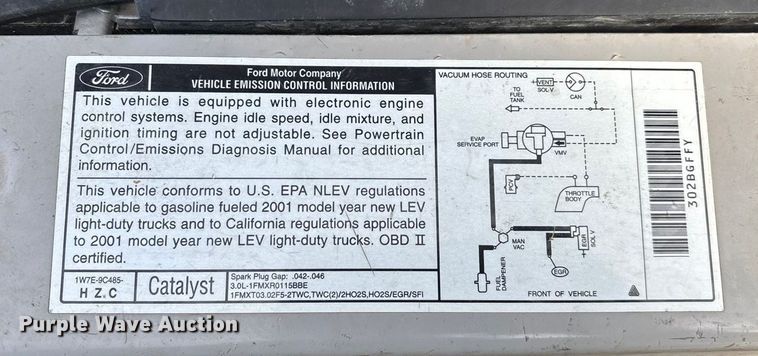 Ford
Ford Motor Company
VEHICLE EMISSION CONTROL INFORMATION
This vehicle is equipped with electronic engine
control systems. Engine idle speed, idle mixture, and
ignition timing are not adjustable. See Powertrain
Control/Emissions Diagnosis Manual for additional
information.
This vehicle conforms to U.S. EPA NLEV regulations
applicable to gasoline fueled 2001 model year new LEV
light-duty trucks and to California regulations applicable
to 2001 model year new LEV light-duty trucks. OBD II
certified.
1W7E-9C485-
H Z C
Catalyst
Spark Plug Gap: .042-.046
3.0L-1FMXR0115BBE
1FMXT03.02F5-2TWC,TWC(2)/2HO2S,HO2S/EGR/SFI
VACUUM HOSE ROUTING
VENT
SOL-V
CAN
TO
FUEL
TANK
EVAP
SERVICE PORT
VMV
PCV
THROTTLE
BODY
MAN
VAC
EGR
SOL V
FUEL
DAMPENER
EGR
FRONT OF VEHICLE
302BGFFY
Purple Wave Auction